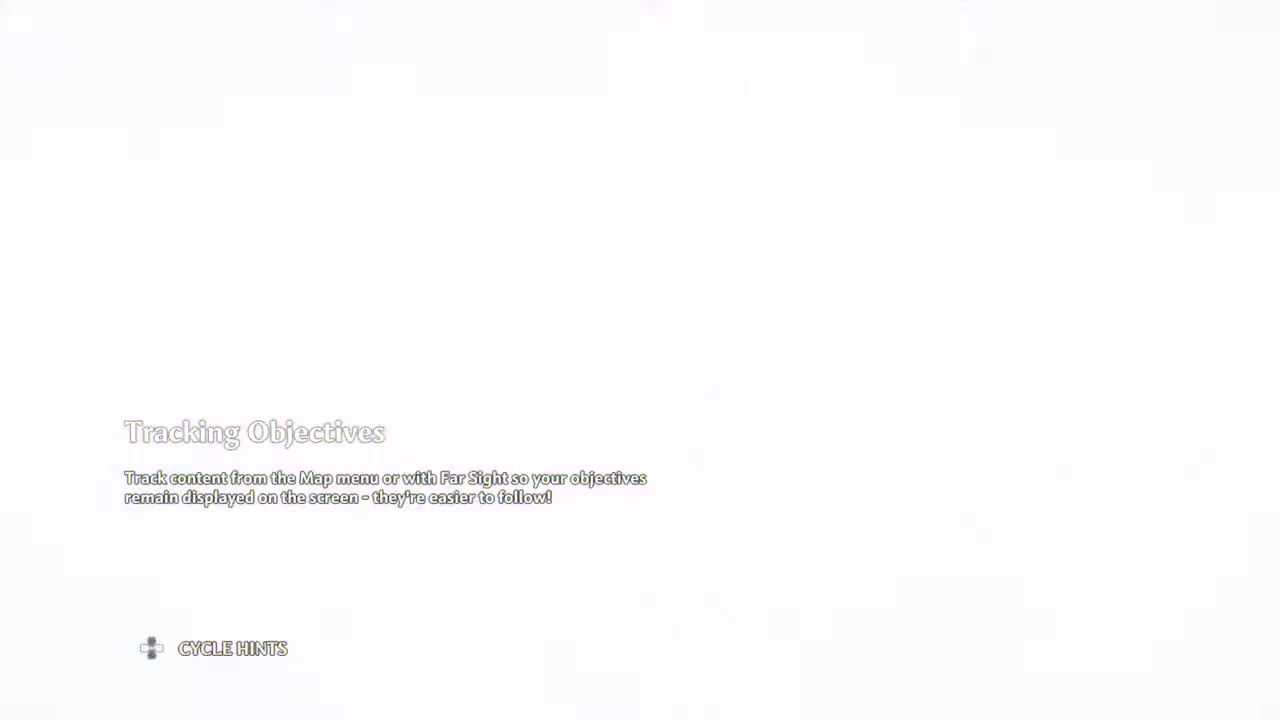 Tracking Objectives
Track content from the Map menu or with Far Sight so your objectives
remain displayed on the screen - they're easier to follow!
CYCLE HINTS